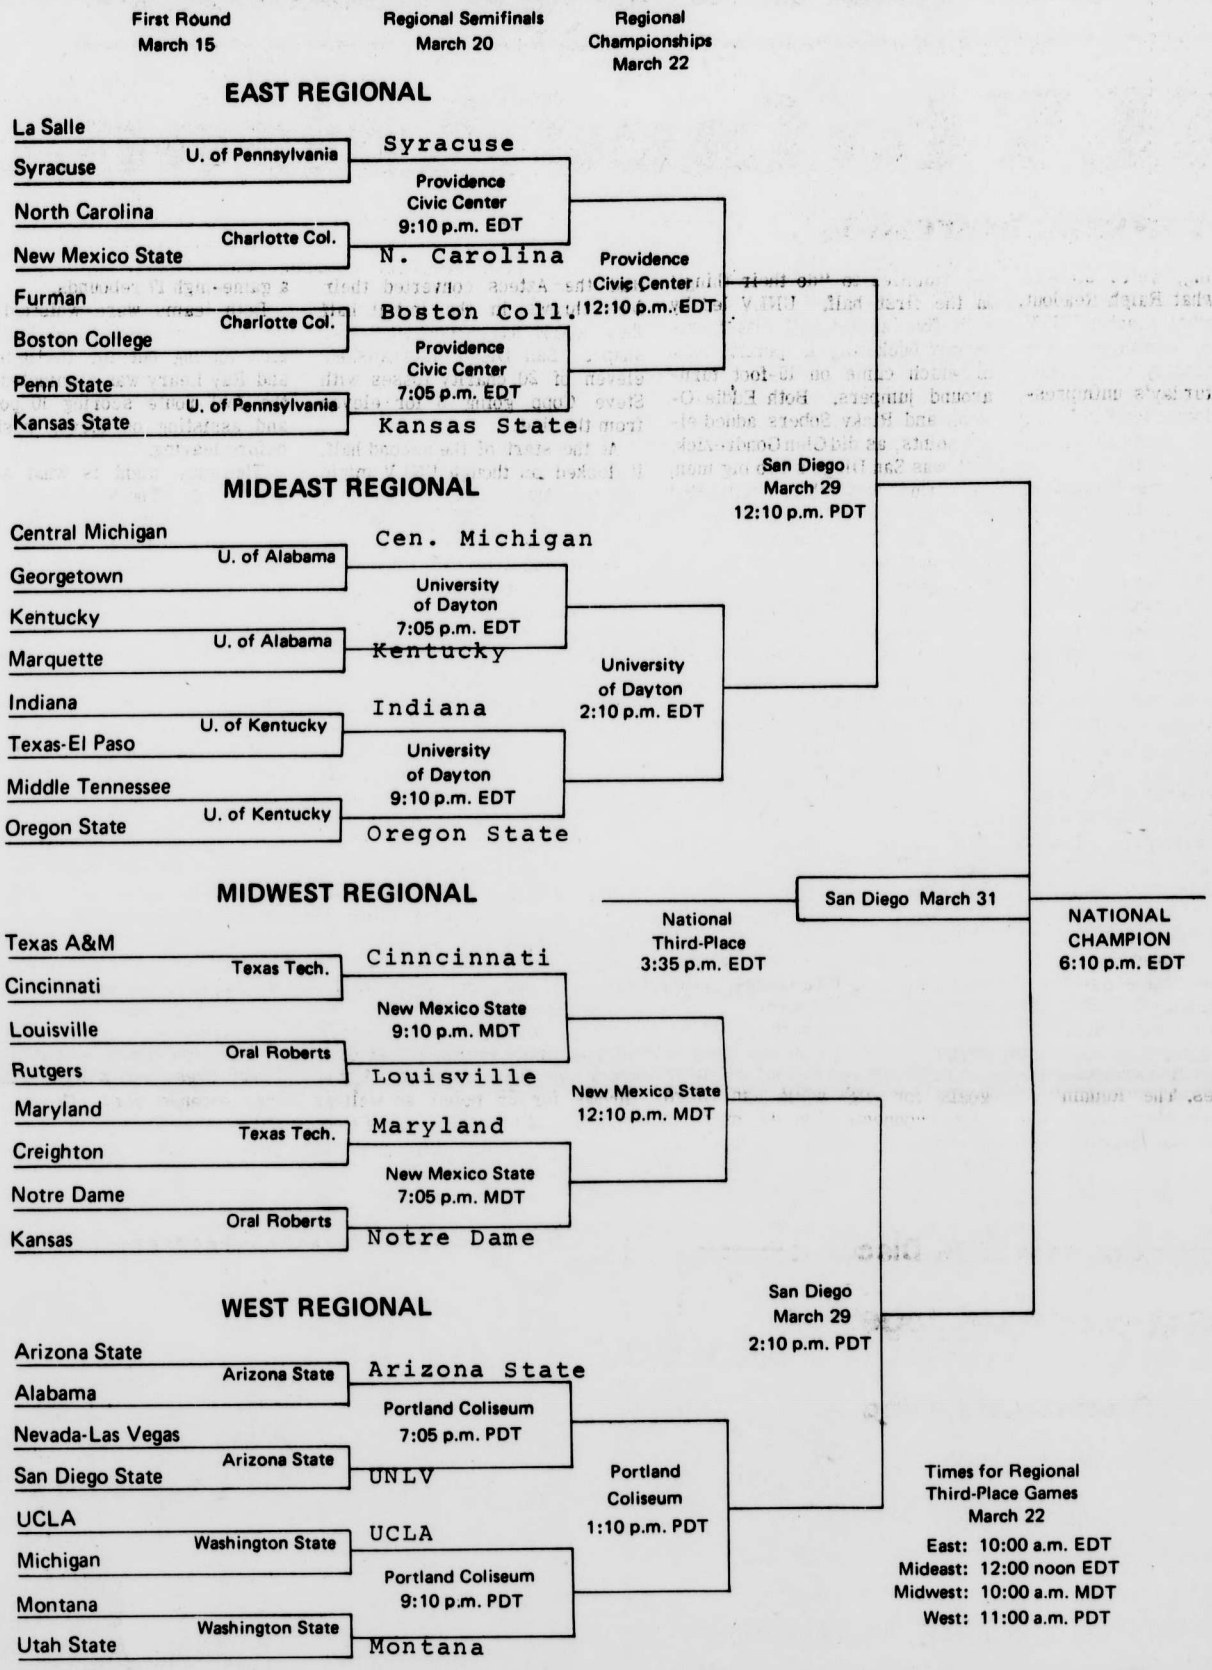 First Round
March 15
Regional Semifinals
March 20
Regional
Championships
March 22
EAST REGIONAL
La Salle
U. of Pennsylvania
Syracuse
Syracuse
Providence
Civic Center
9:10 p.m. EDT
North Carolina
Charlotte Col.
New Mexico State
N. Carolina
Providence
Civic Center
12:10 p.m. EDT
Furman
Charlotte Col.
Boston College
Boston Coll.
Providence
Civic Center
7:05 p.m. EDT
Penn State
U. of Pennsylvania
Kansas State
Kansas State
San Diego
March 29
12:10 p.m. PDT
MIDEAST REGIONAL
Central Michigan
U. of Alabama
Georgetown
Cen. Michigan
University
of Dayton
7:05 p.m. EDT
Kentucky
U. of Alabama
Marquette
Kentucky
University
of Dayton
2:10 p.m. EDT
Indiana
U. of Kentucky
Texas-El Paso
Indiana
University
of Dayton
9:10 p.m. EDT
Middle Tennessee
U. of Kentucky
Oregon State
Oregon State
MIDWEST REGIONAL
San Diego March 31
National
Third-Place
3:35 p.m. EDT
NATIONAL
CHAMPION
6:10 p.m. EDT
Texas A&M
Texas Tech.
Cincinnati
Cinncinnati
New Mexico State
9:10 p.m. MDT
Louisville
Oral Roberts
Rutgers
Louisville
New Mexico State
12:10 p.m. MDT
Maryland
Texas Tech.
Creighton
Maryland
New Mexico State
7:05 p.m. MDT
Notre Dame
Oral Roberts
Kansas
Notre Dame
San Diego
March 29
2:10 p.m. PDT
WEST REGIONAL
Arizona State
Arizona State
Alabama
Arizona State
Portland Coliseum
7:05 p.m. PDT
Nevada-Las Vegas
Arizona State
San Diego State
UNLV
Portland
Coliseum
1:10 p.m. PDT
UCLA
Washington State
Michigan
UCLA
Portland Coliseum
9:10 p.m. PDT
Montana
Washington State
Utah State
Montana
Times for Regional
Third-Place Games
March 22
East: 10:00 a.m. EDT
Mideast: 12:00 noon EDT
Midwest: 10:00 a.m. MDT
West: 11:00 a.m. PDT